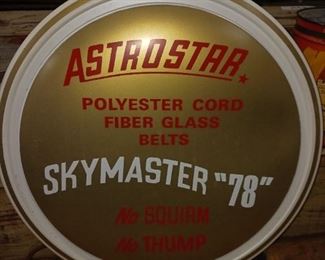 ASTROSTAR
POLYESTER CORD
FIBER GLASS
BELTS
SKYMASTER "78"
No SQUIRM
No THUMP